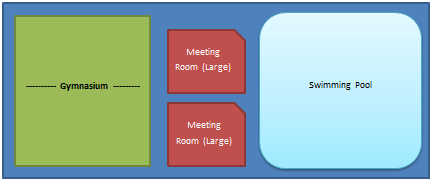 ---------- Gymnasium ---------
Meeting
Room (Large)
Meeting
Room (Large)
Swimming Pool